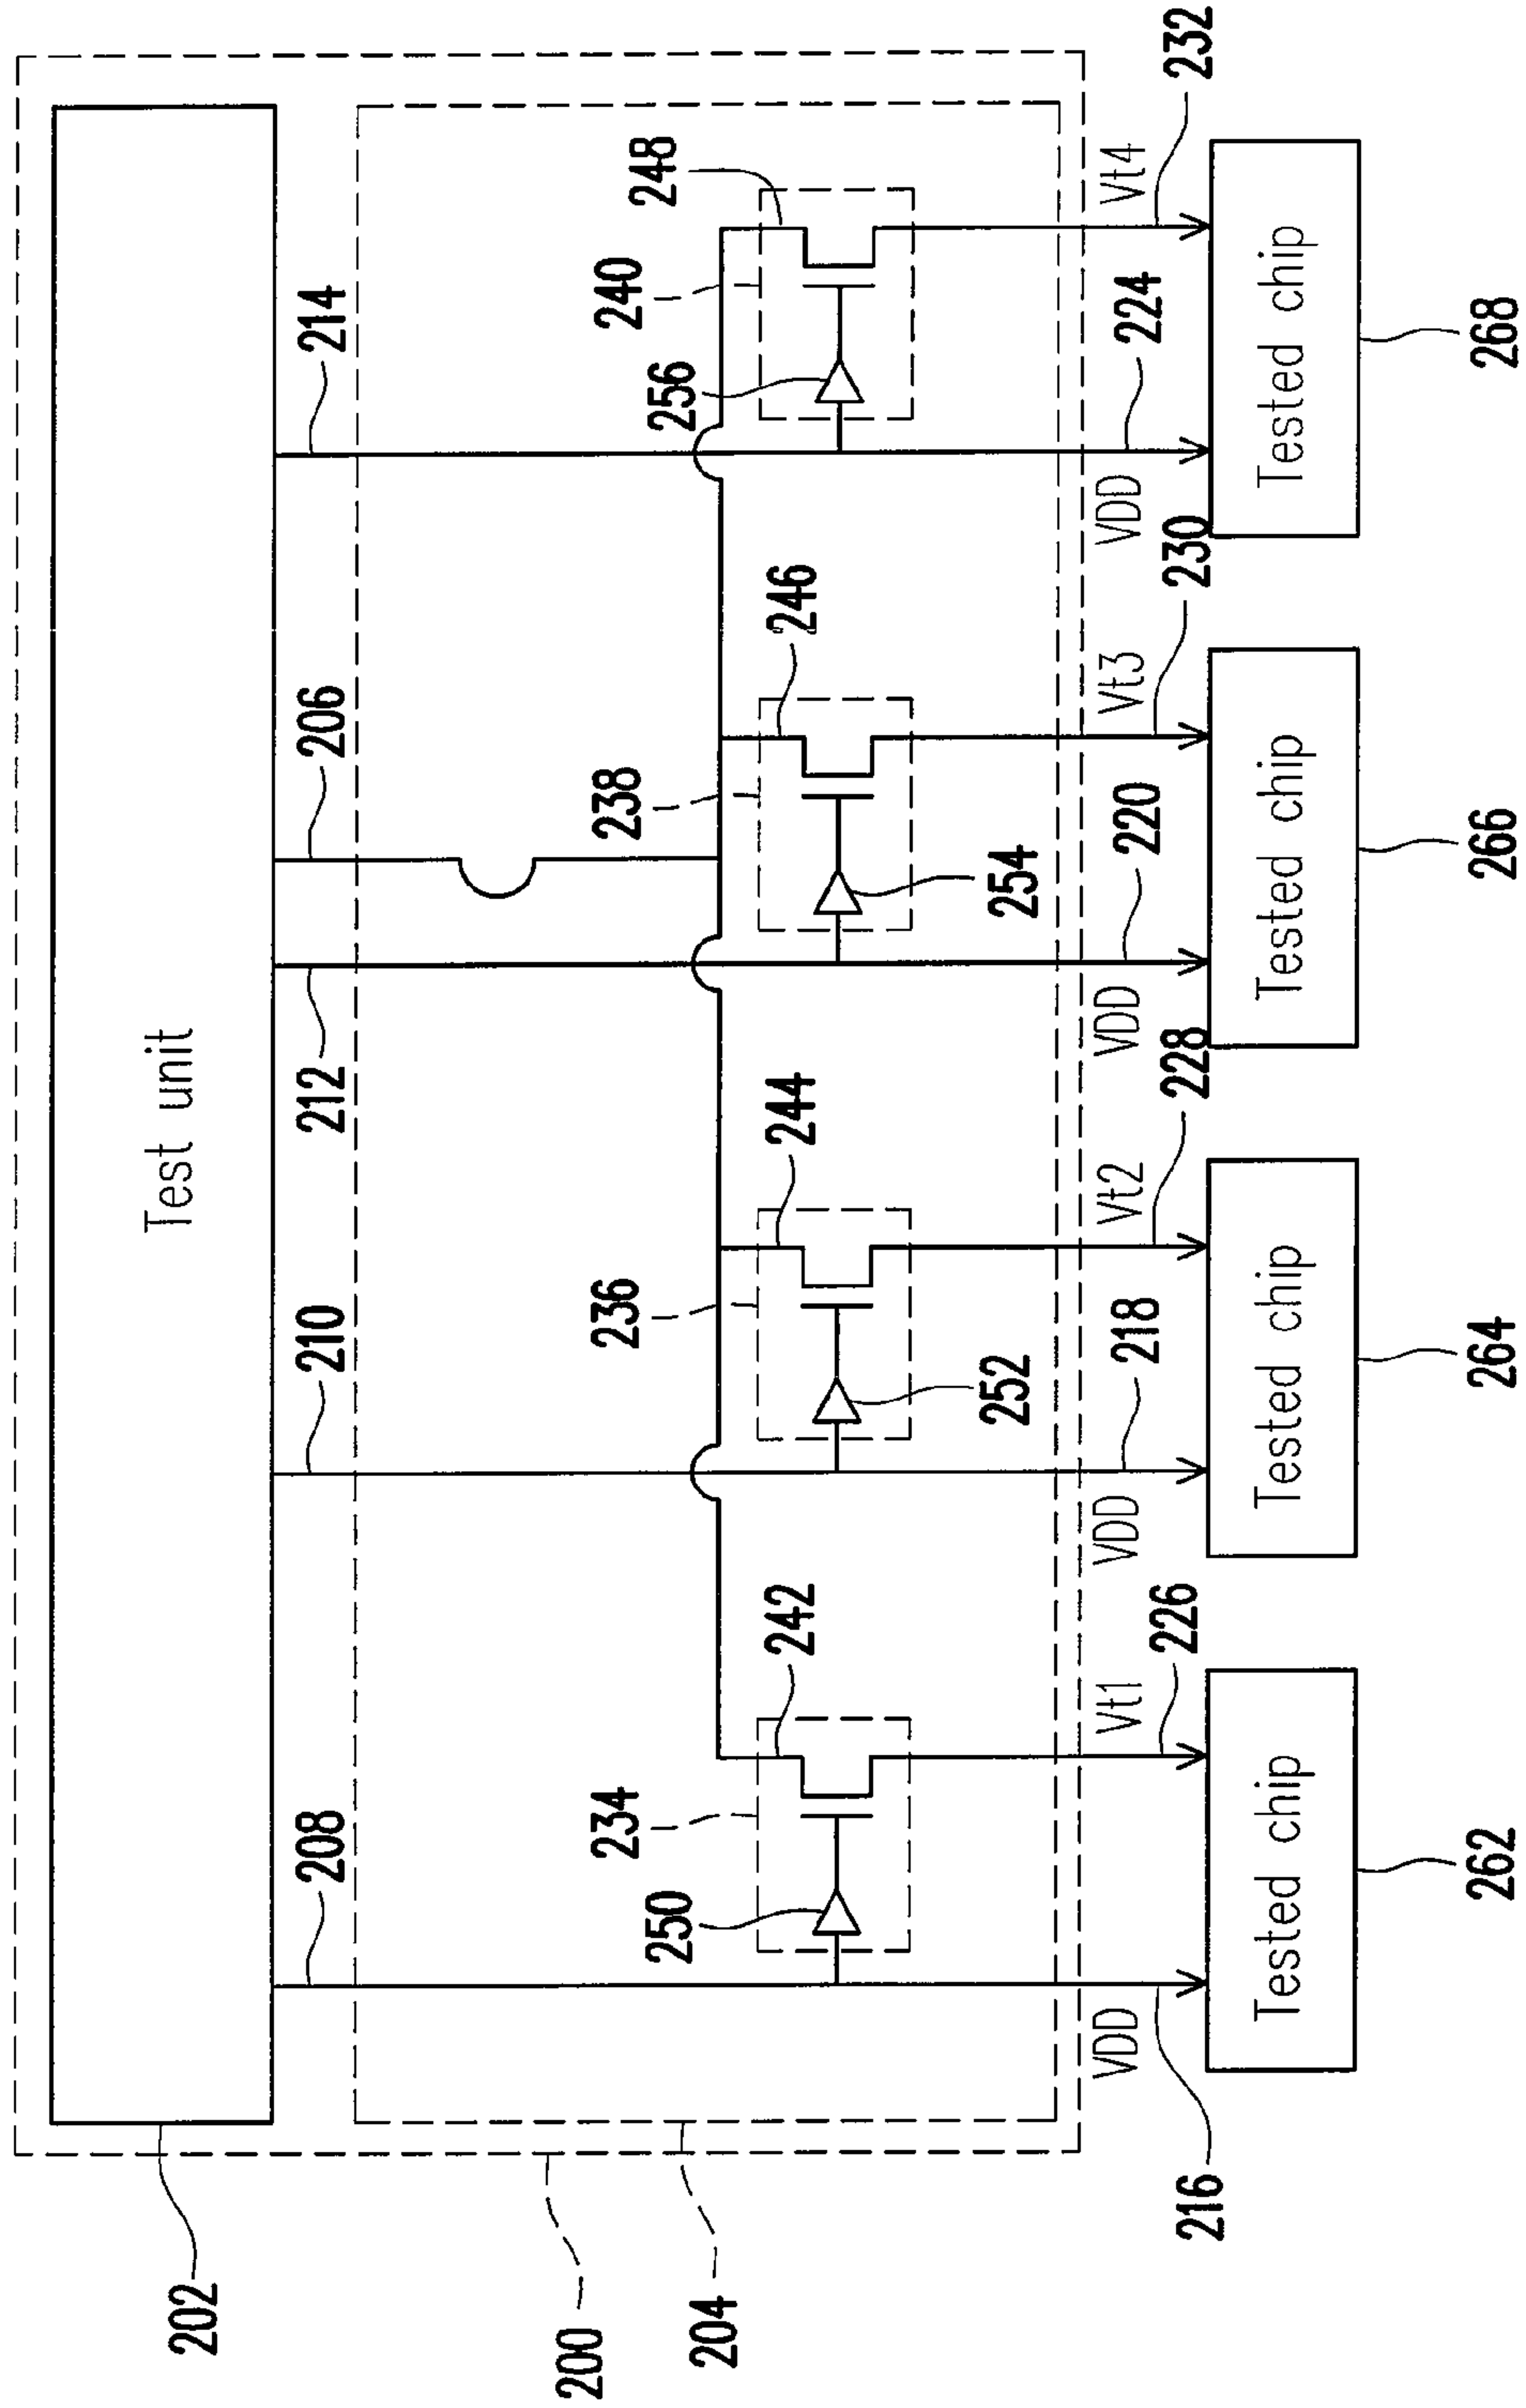 202
Test unit
200
204
208
210
212
206
214
234
236
238
240
248
250
242
244
246
256
252
254
VDD
Vt1
VDD
Vt2
VDD
Vt3
VDD
Vt4
216
226
218
228
220
230
224
232
Tested chip
Tested chip
Tested chip
Tested chip
262
264
266
268